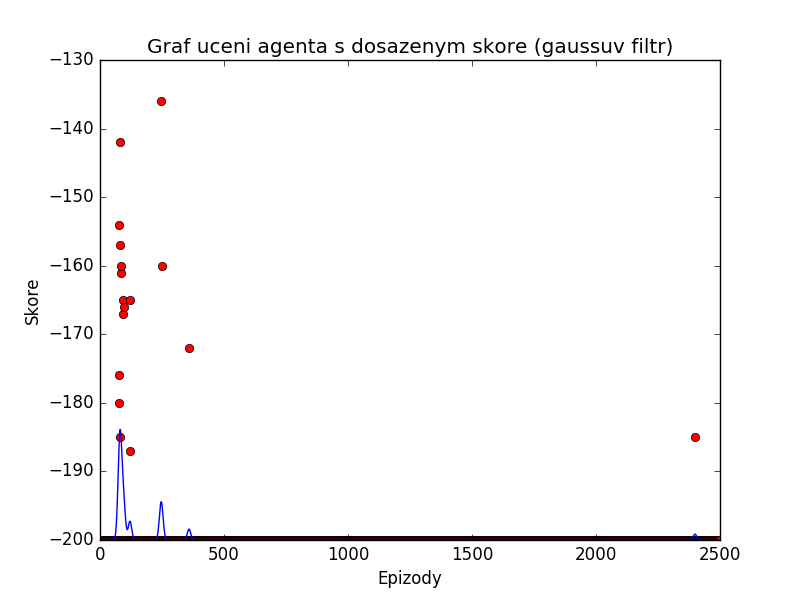 Graf uceni agenta s dosazenym skore (gaussuv filtr)
−130
−140
−150
−160
−170
−180
−190
−200
Skore
0 500 1000 1500 2000 2500
Epizody